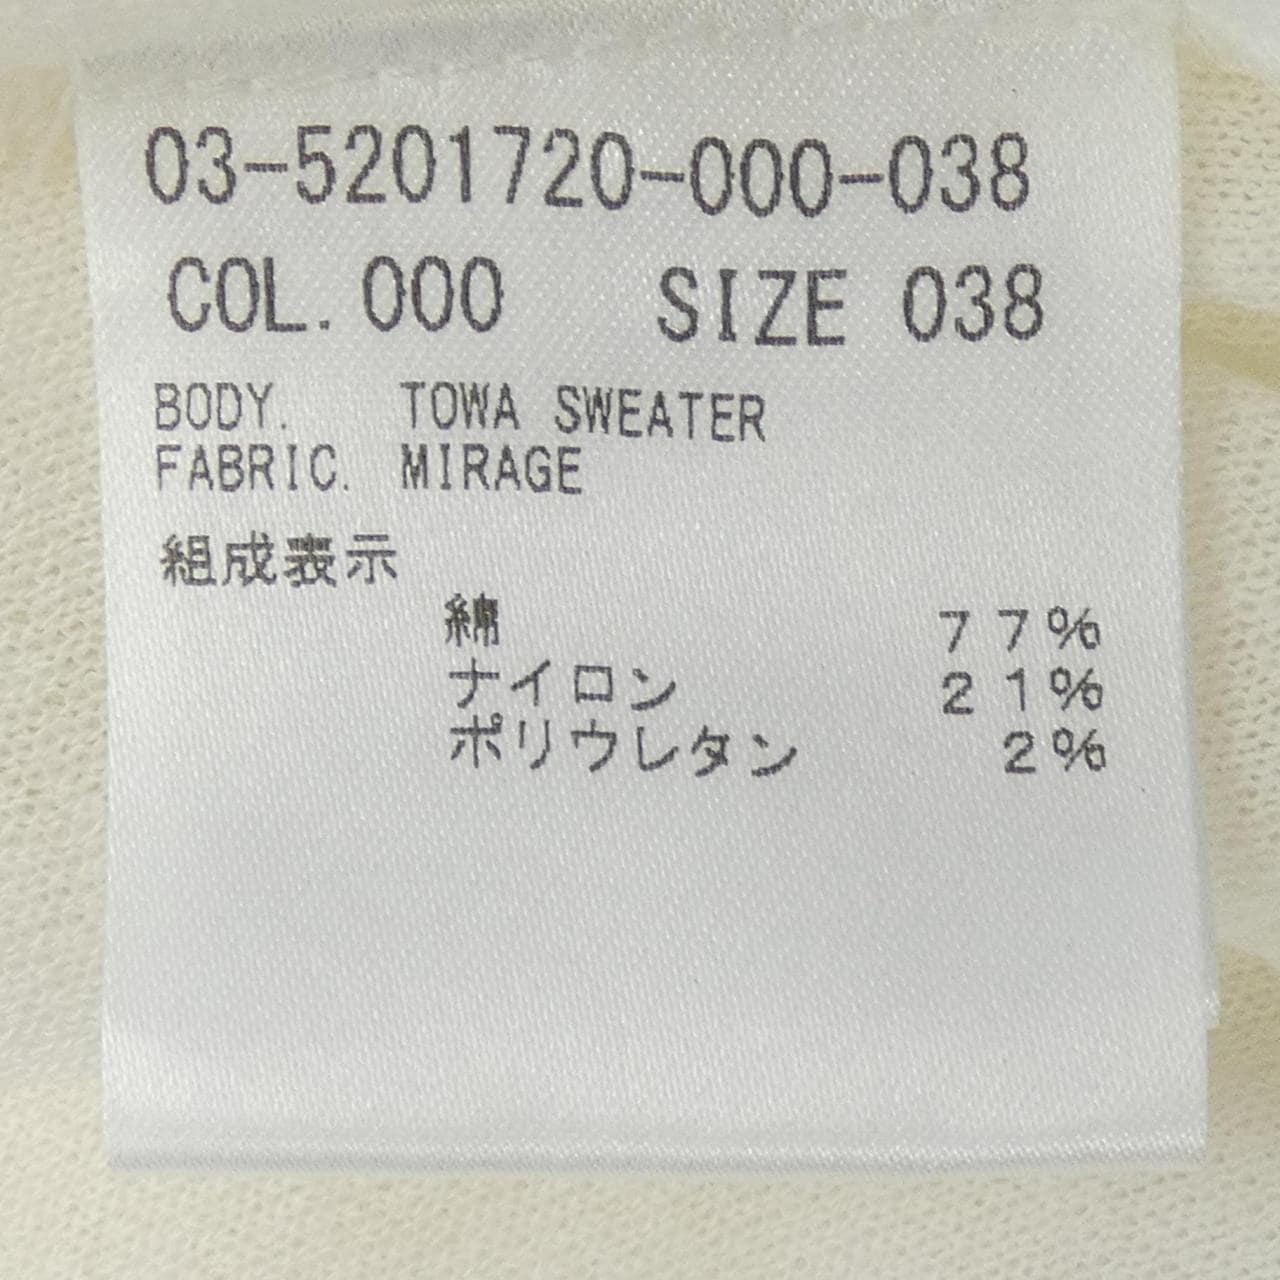 03-5201720-000-038
COL.000 SIZE 038
BODY. TOWA SWEATER
FABRIC. MIRAGE
組成表示
綿 77%
ナイロン 21%
ポリウレタン 2%